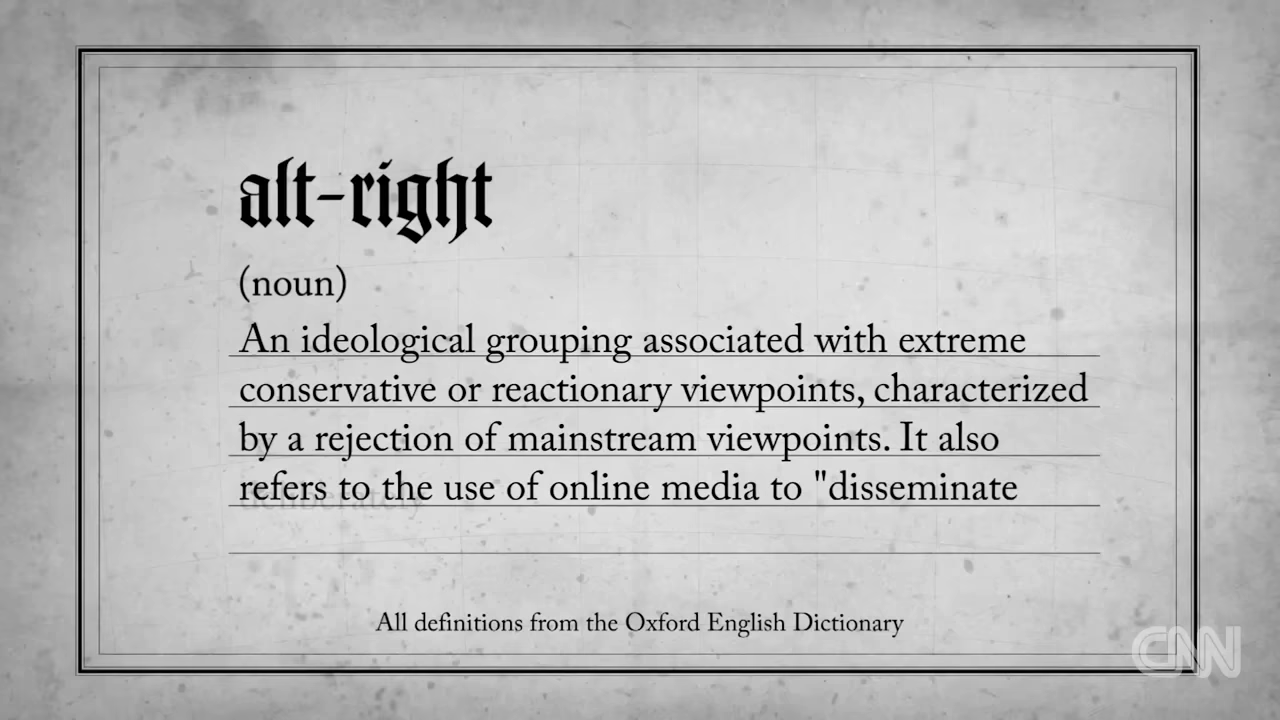 alt-right
(noun)
An ideological grouping associated with extreme
conservative or reactionary viewpoints, characterized
by a rejection of mainstream viewpoints. It also
refers to the use of online media to "disseminate
deliberately
All definitions from the Oxford English Dictionary
CNN